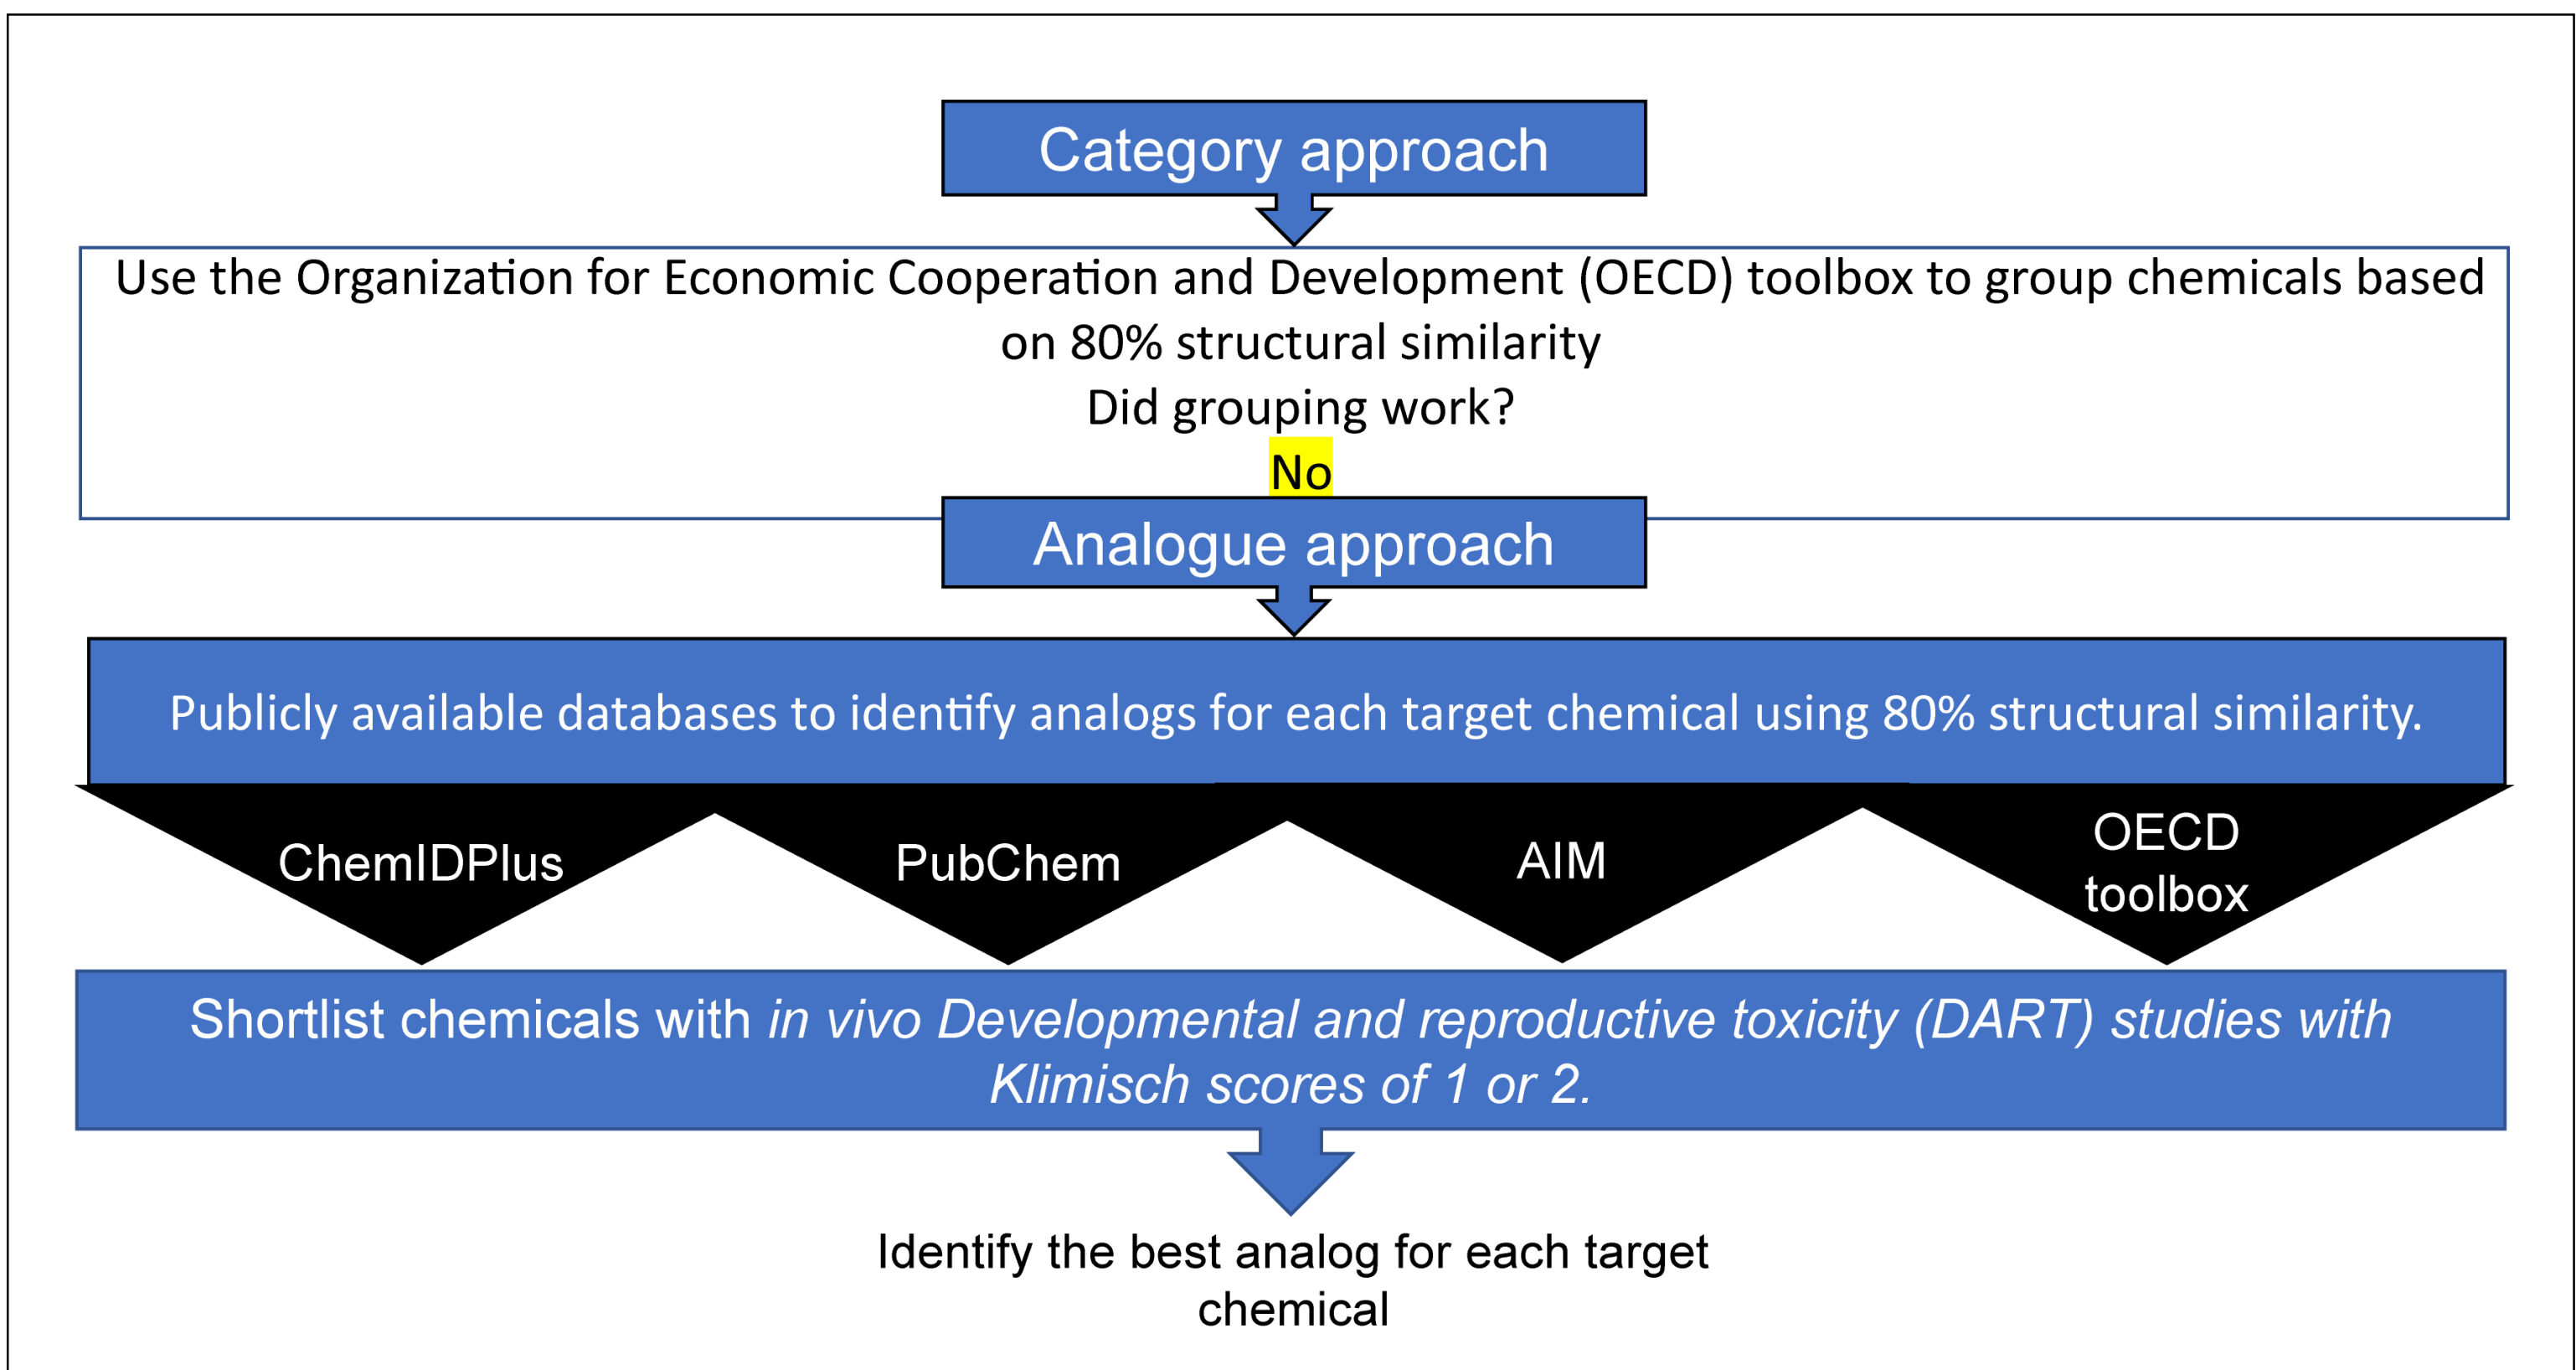 Category approach
Use the Organization for Economic Cooperation and Development (OECD) toolbox to group chemicals based
on 80% structural similarity
Did grouping work?
No
Analogue approach
Publicly available databases to identify analogs for each target chemical using 80% structural similarity.
ChemIDPlus
PubChem
AIM
OECD
toolbox
Shortlist chemicals with in vivo Developmental and reproductive toxicity (DART) studies with
Klimisch scores of 1 or 2.
Identify the best analog for each target
chemical